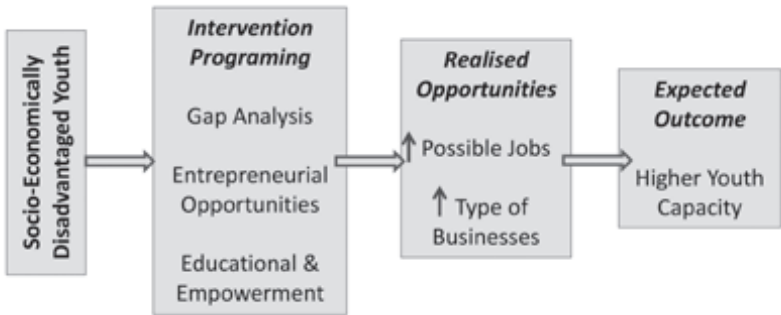 Socio-Economically
Disadvantaged Youth
Intervention
Programing
Gap Analysis
Entrepreneurial
Opportunities
Educational &
Empowerment
Realised
Opportunities
↑ Possible Jobs
↑ Type of
Businesses
Expected
Outcome
Higher Youth
Capacity